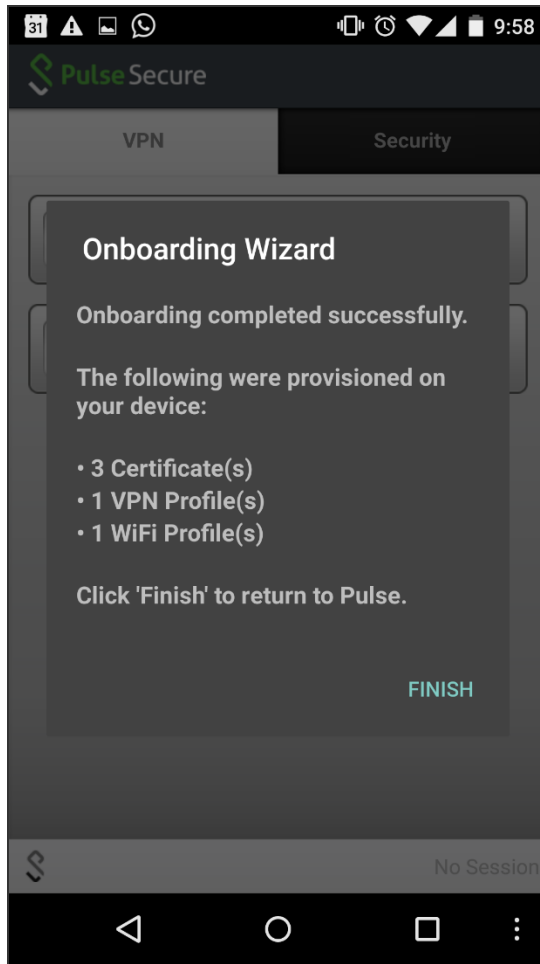 31
9:58
Pulse Secure
VPN
Security
Onboarding Wizard
Onboarding completed successfully.
The following were provisioned on
your device:
• 3 Certificate(s)
• 1 VPN Profile(s)
• 1 WiFi Profile(s)
Click 'Finish' to return to Pulse.
FINISH
No Session